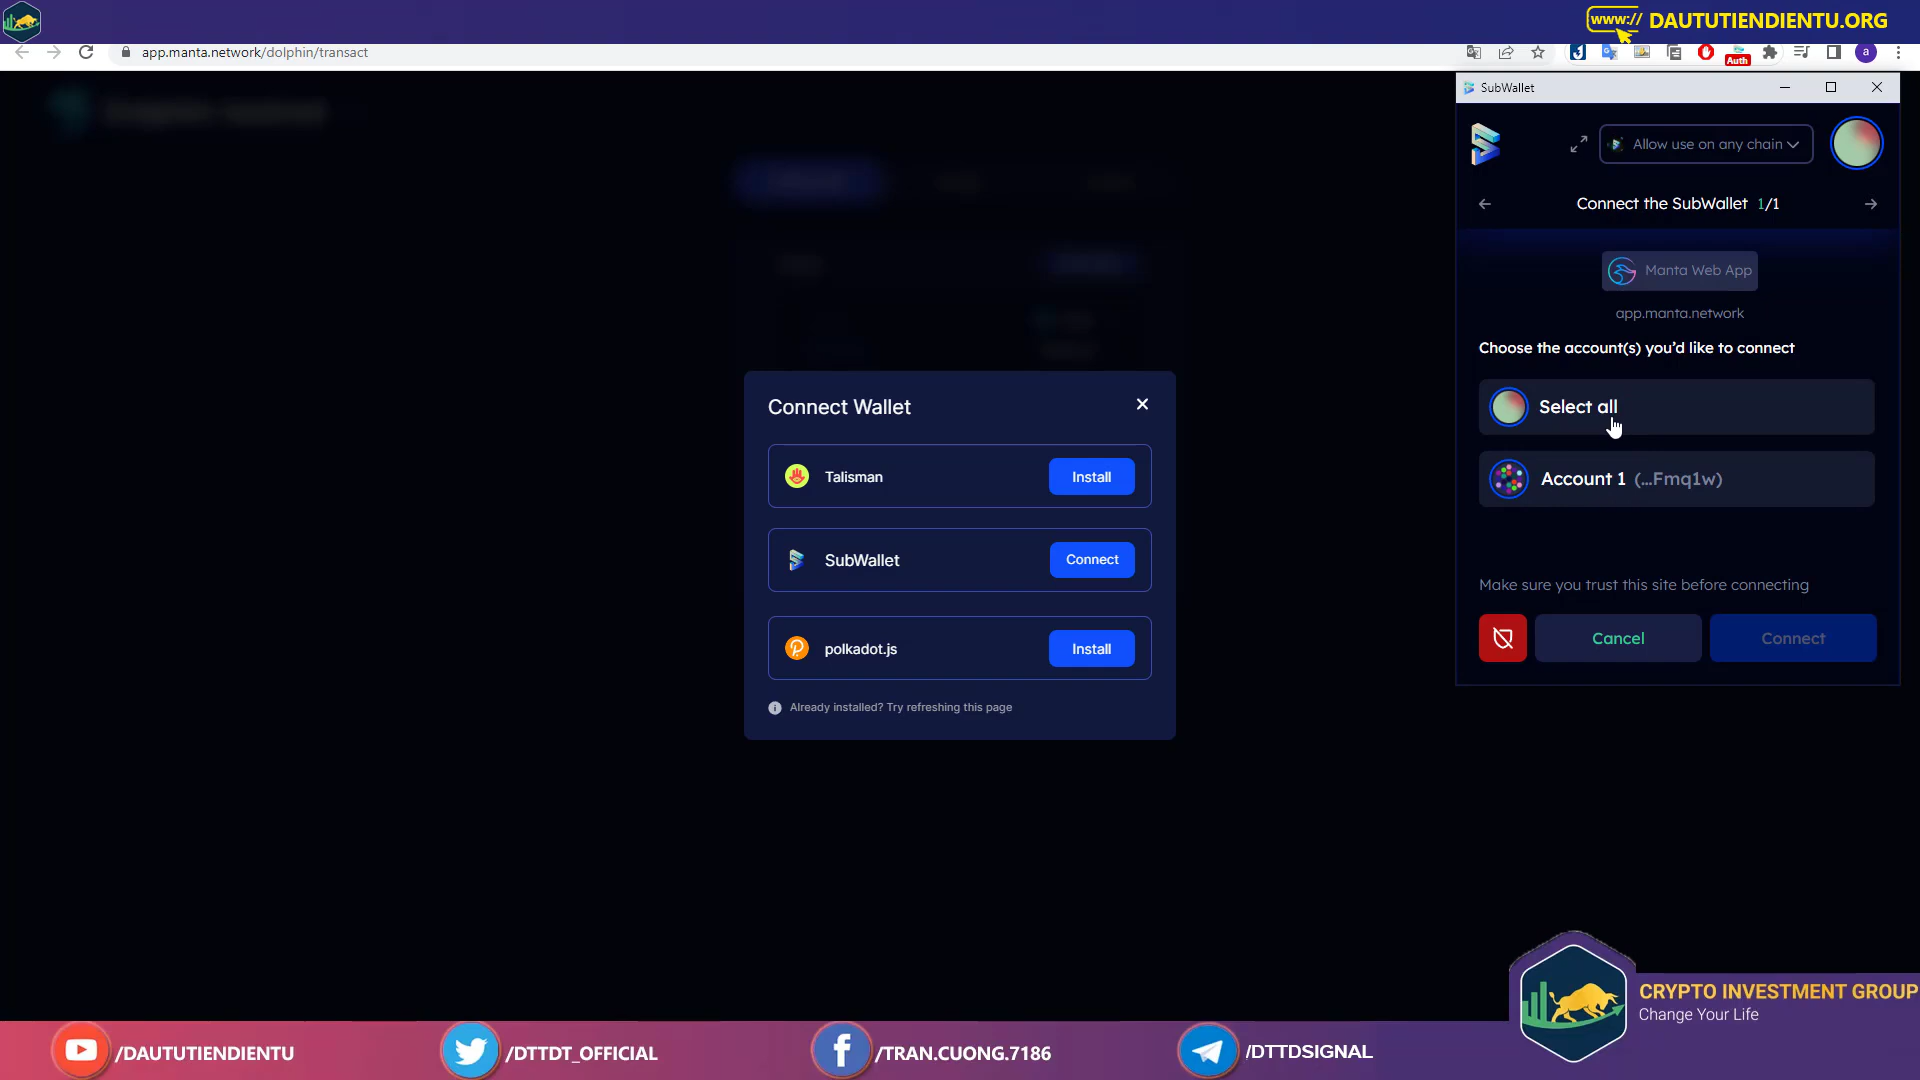 www:// DAUTUTIENDIENTU.ORG
app.manta.network/dolphin/transact
Auth
a
SubWallet
Allow use on any chain
Connect the SubWallet 1/1
Manta Web App
app.manta.network
Choose the account(s) you'd like to connect
Select all
Account 1 (...Fmq1w)
Make sure you trust this site before connecting
Cancel
Connect
Connect Wallet
Talisman
Install
SubWallet
Connect
polkadot.js
Install
Already installed? Try refreshing this page
CRYPTO INVESTMENT GROUP
Change Your Life
/DAUTUTIENDIENTU
/DTTDT_OFFICIAL
/TRAN.CUONG.7186
/DTTDSIGNAL